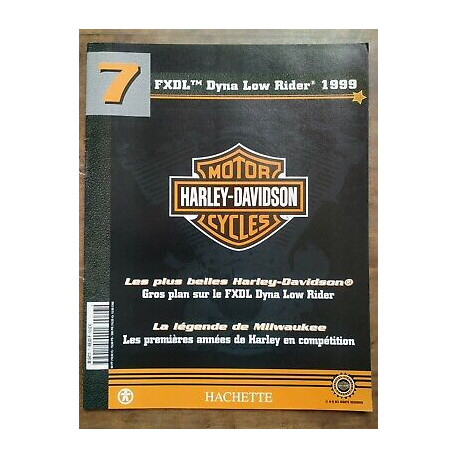 7
FXDL™ Dyna Low Rider® 1999
MOTOR
HARLEY-DAVIDSON
CYCLES
Les plus belles Harley-Davidson®
Gros plan sur le FXDL Dyna Low Rider
La légende de Milwaukee
Les premières années de Harley en compétition
HACHETTE